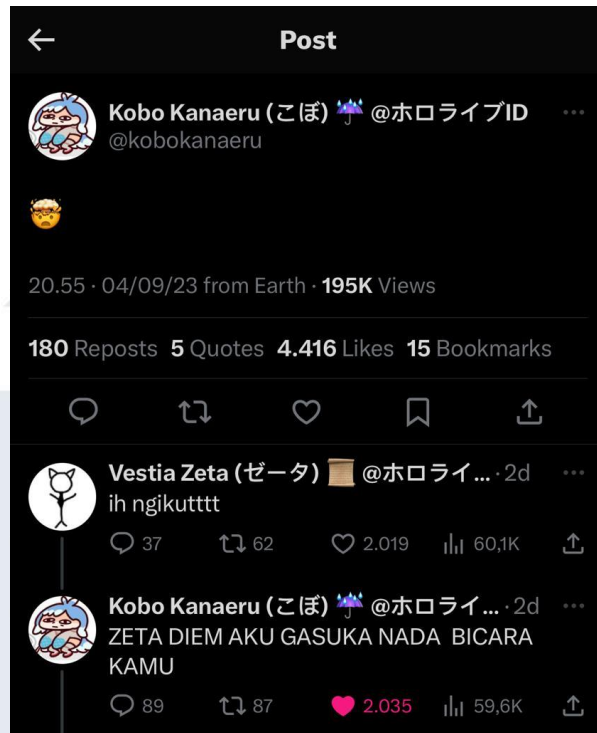 Post
Kobo Kanaeru (こぼ) ☔ @ホロライブID
@kobokanaeru
🤯
20.55 · 04/09/23 from Earth · 195K Views
180 Reposts 5 Quotes 4.416 Likes 15 Bookmarks
Vestia Zeta (ゼータ) 📜 @ホロライ... · 2d
ih ngikutttt
37 62 2.019 60,1K
Kobo Kanaeru (こぼ) ☔ @ホロライ... · 2d
ZETA DIEM AKU GASUKA NADA BICARA
KAMU
89 87 2.035 59,6K